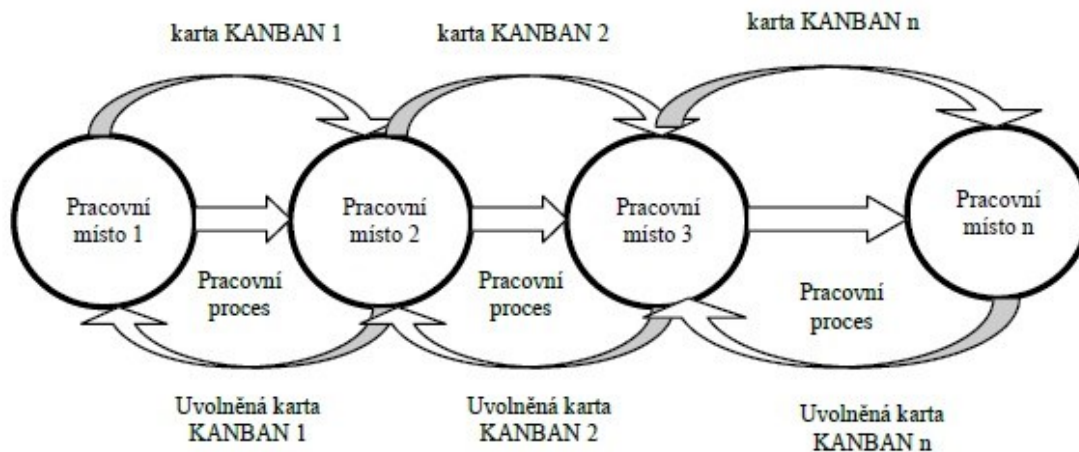 karta KANBAN 1
karta KANBAN 2
karta KANBAN n
Pracovní
místo 1
Pracovní
místo 2
Pracovní
místo 3
Pracovní
místo n
Pracovní
proces
Pracovní
proces
Pracovní
proces
Uvolněná karta
KANBAN 1
Uvolněná karta
KANBAN 2
Uvolněná karta
KANBAN n